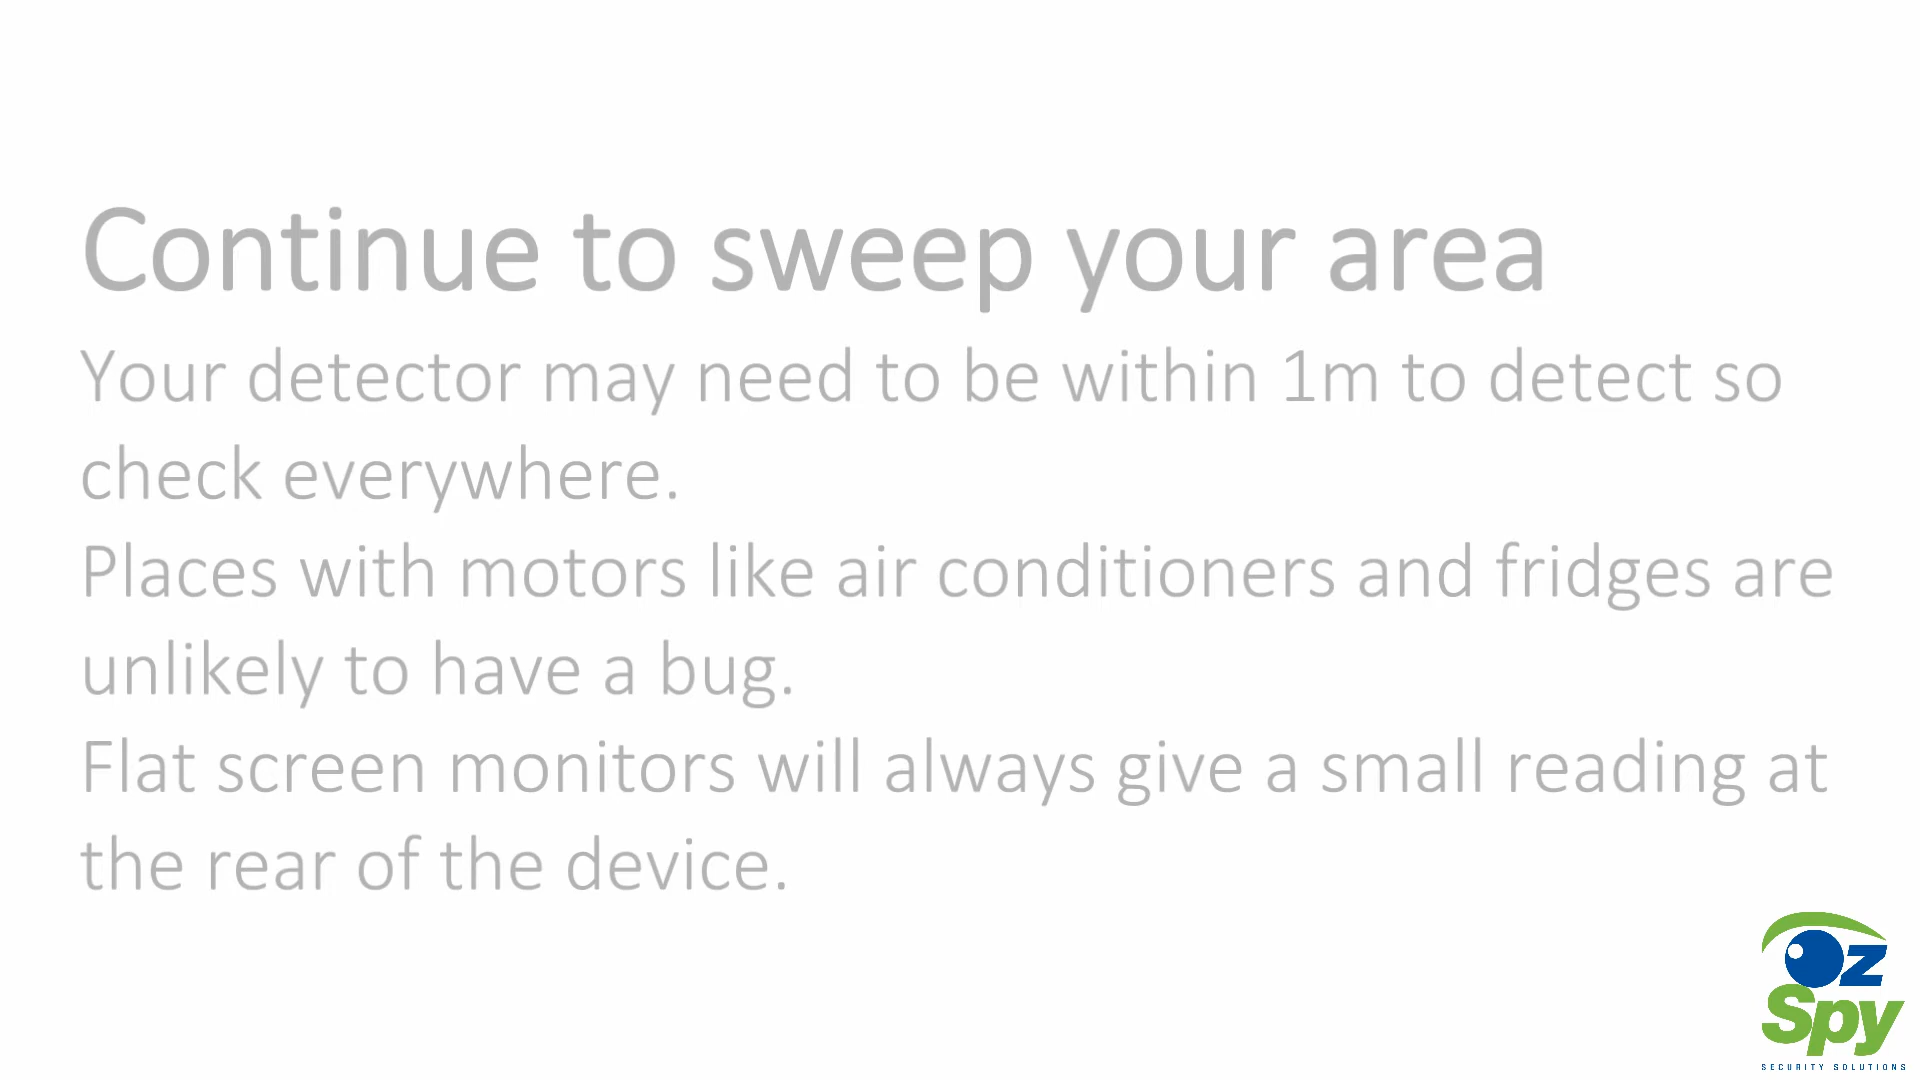 Continue to sweep your area
Your detector may need to be within 1m to detect so
check everywhere.
Places with motors like air conditioners and fridges are
unlikely to have a bug.
Flat screen monitors will always give a small reading at
the rear of the device.
Oz
Spy
SECURITY SOLUTIONS